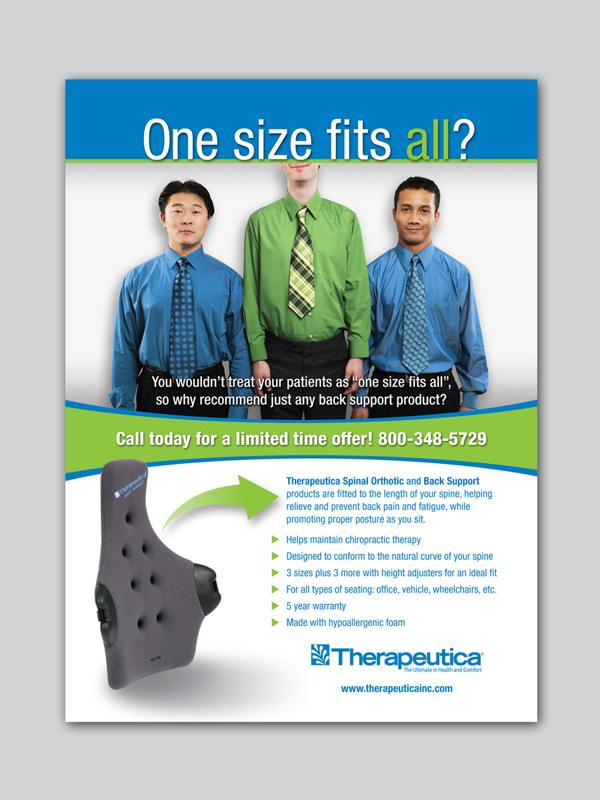 One size fits all?
You wouldn't treat your patients as "one size fits all",
so why recommend just any back support product?
Call today for a limited time offer! 800-348-5729
Therapeutica Spinal Orthotic and Back Support
products are fitted to the length of your spine, helping
relieve and prevent back pain and fatigue, while
promoting proper posture as you sit.
Helps maintain chiropractic therapy
Designed to conform to the natural curve of your spine
3 sizes plus 3 more with height adjusters for an ideal fit
For all types of seating: office, vehicle, wheelchairs, etc.
5 year warranty
Made with hypoallergenic foam
Therapeutica
The Ultimate in Health and Comfort
www.therapeuticainc.com